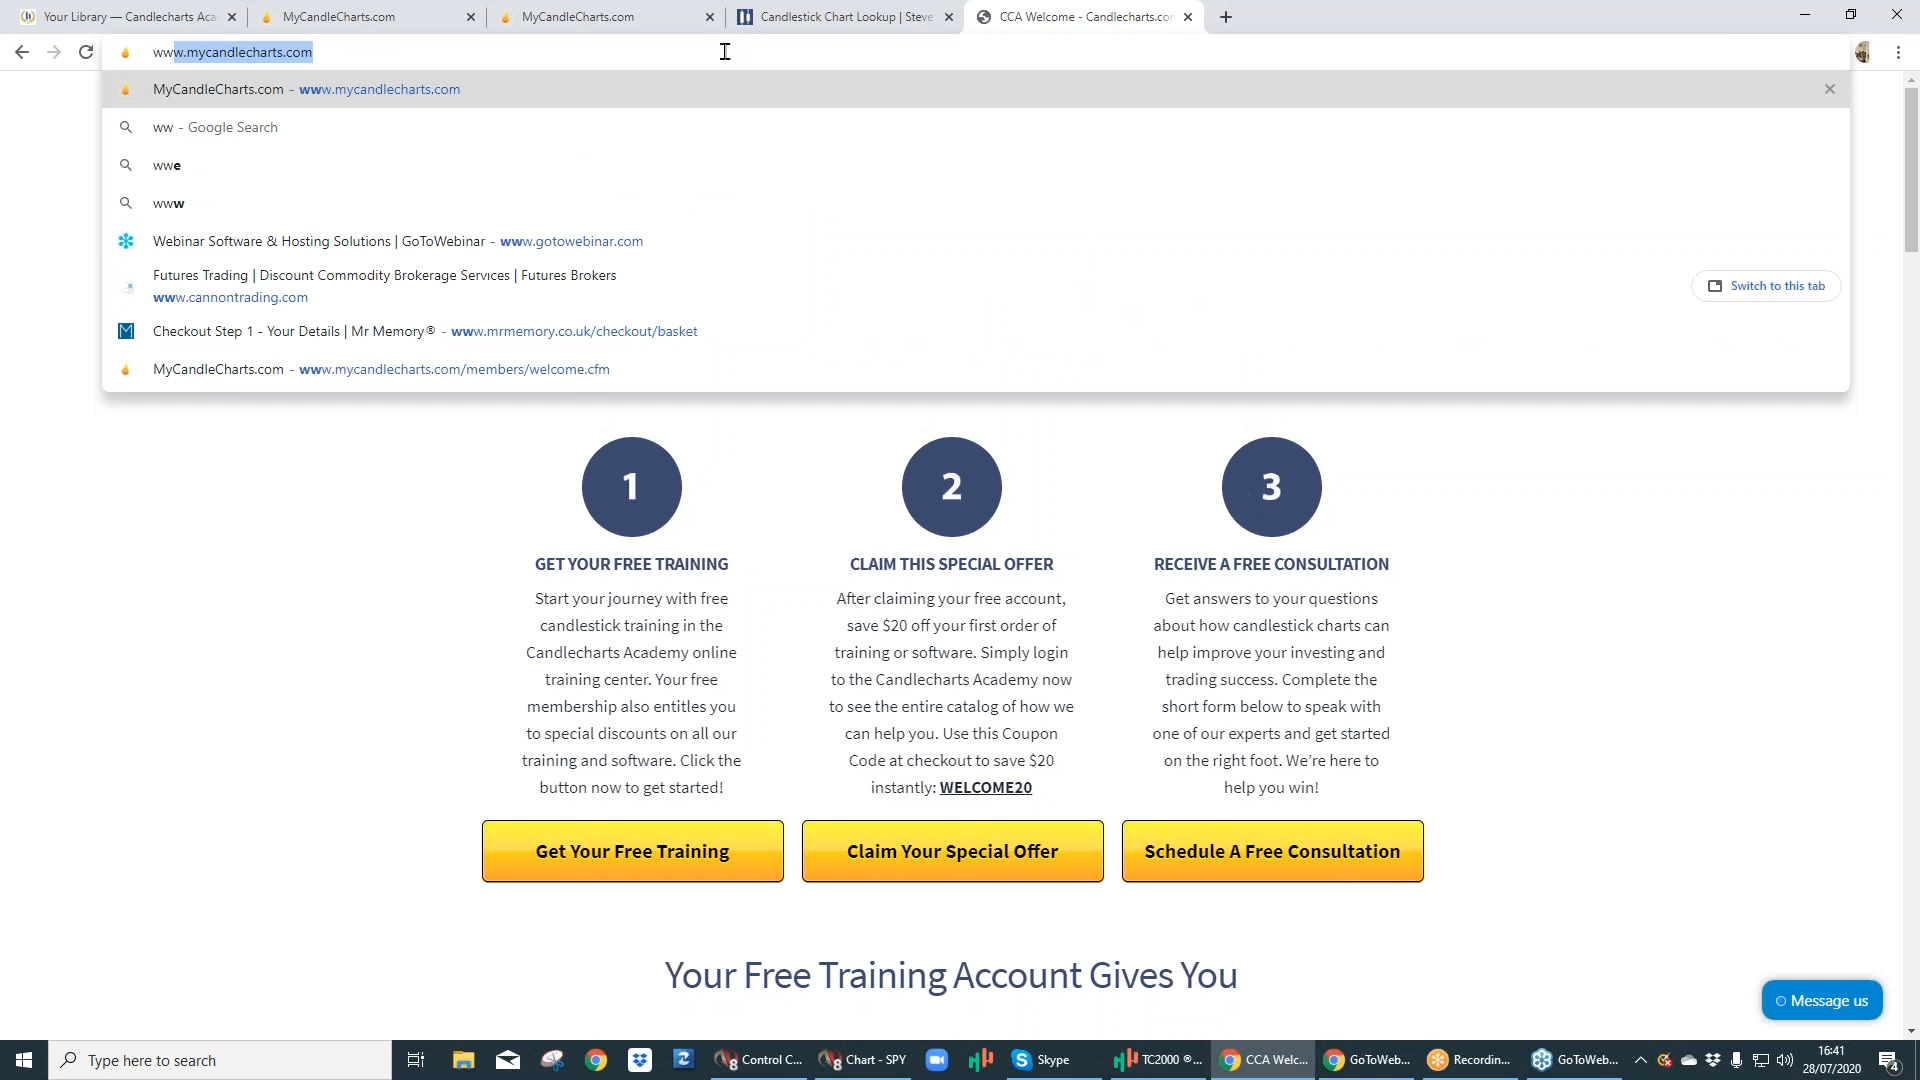 Your Library — Candlecharts Aca
MyCandleCharts.com
MyCandleCharts.com
Candlestick Chart Lookup | Steve
CCA Welcome - Candlecharts.com
www.mycandlecharts.com
MyCandleCharts.com - www.mycandlecharts.com
ww - Google Search
wwe
www
Webinar Software & Hosting Solutions | GoToWebinar - www.gotowebinar.com
Futures Trading | Discount Commodity Brokerage Services | Futures Brokers
www.cannontrading.com
Switch to this tab
Checkout Step 1 - Your Details | Mr Memory® - www.mrmemory.co.uk/checkout/basket
MyCandleCharts.com - www.mycandlecharts.com/members/welcome.cfm
1
GET YOUR FREE TRAINING
Start your journey with free
candlestick training in the
Candlecharts Academy online
training center. Your free
membership also entitles you
to special discounts on all our
training and software. Click the
button now to get started!
Get Your Free Training
2
CLAIM THIS SPECIAL OFFER
After claiming your free account,
save $20 off your first order of
training or software. Simply login
to the Candlecharts Academy now
to see the entire catalog of how we
can help you. Use this Coupon
Code at checkout to save $20
instantly: WELCOME20
Claim Your Special Offer
3
RECEIVE A FREE CONSULTATION
Get answers to your questions
about how candlestick charts can
help improve your investing and
trading success. Complete the
short form below to speak with
one of our experts and get started
on the right foot. We’re here to
help you win!
Schedule A Free Consultation
Your Free Training Account Gives You
Message us
Type here to search
Control C...
Chart - SPY
Skype
TC2000 ®...
CCA Welc...
GoToWeb...
Recordin...
GoToWeb...
16:41
28/07/2020
4